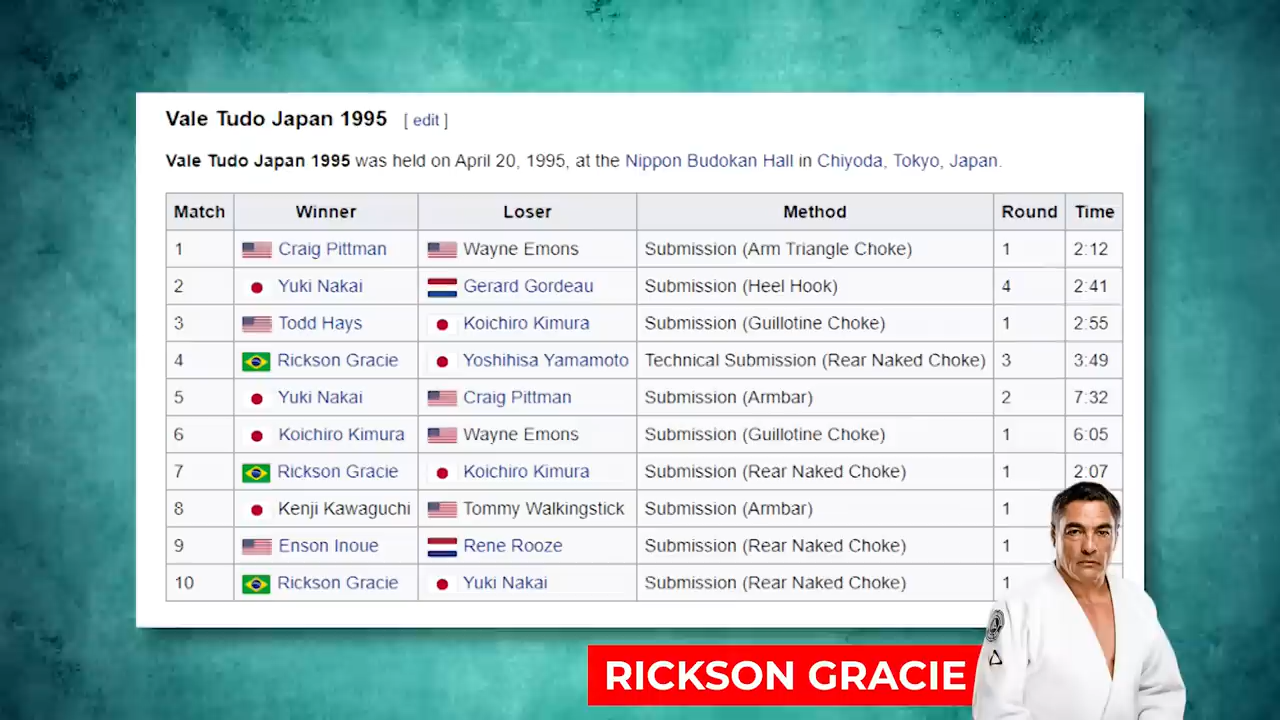 Vale Tudo Japan 1995 [ edit ]
Vale Tudo Japan 1995 was held on April 20, 1995, at the Nippon Budokan Hall in Chiyoda, Tokyo, Japan.
Match Winner Loser Method Round Time
1 Craig Pittman Wayne Emons Submission (Arm Triangle Choke) 1 2:12
2 Yuki Nakai Gerard Gordeau Submission (Heel Hook) 4 2:41
3 Todd Hays Koichiro Kimura Submission (Guillotine Choke) 1 2:55
4 Rickson Gracie Yoshihisa Yamamoto Technical Submission (Rear Naked Choke) 3 3:49
5 Yuki Nakai Craig Pittman Submission (Armbar) 2 7:32
6 Koichiro Kimura Wayne Emons Submission (Guillotine Choke) 1 6:05
7 Rickson Gracie Koichiro Kimura Submission (Rear Naked Choke) 1 2:07
8 Kenji Kawaguchi Tommy Walkingstick Submission (Armbar) 1
9 Enson Inoue Rene Rooze Submission (Rear Naked Choke) 1
10 Rickson Gracie Yuki Nakai Submission (Rear Naked Choke) 1
RICKSON GRACIE